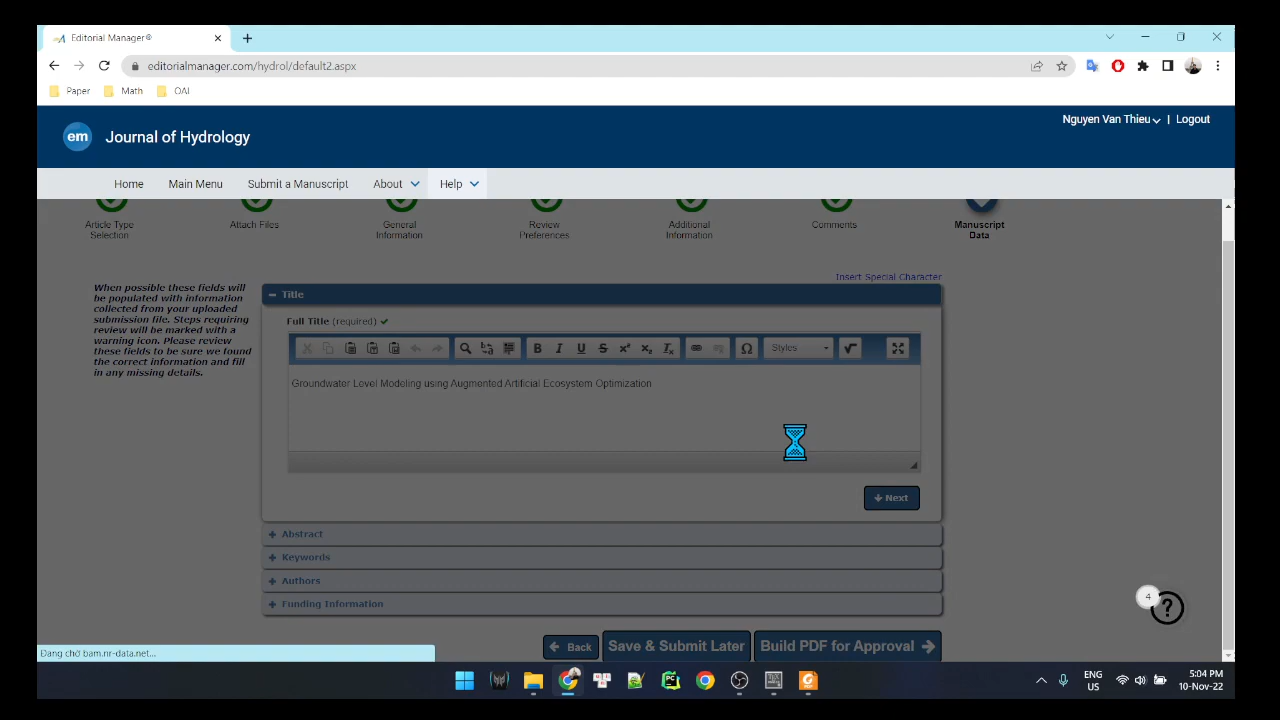 Editorial Manager®
editorialmanager.com/hydrol/default2.aspx
Paper
Math
OAI
Nguyen Van Thieu | Logout
em Journal of Hydrology
Home
Main Menu
Submit a Manuscript
About
Help
Article Type
Selection
Attach Files
General
Information
Review
Preferences
Additional
Information
Comments
Manuscript
Data
Insert Special Character
When possible these fields will
be populated with information
collected from your uploaded
submission file. Steps requiring
review will be marked with a
warning icon. Please review
these fields to be sure we found
the correct information and fill
in any missing details.
Title
Full Title (required)
B I U S x² x₂ Tx Ω Styles
Groundwater Level Modeling using Augmented Artificial Ecosystem Optimization
Next
Abstract
Keywords
Authors
Funding Information
4
?
Back
Save & Submit Later
Build PDF for Approval
Đang chờ bam.nr-data.net...
ENG
US
5:04 PM
10-Nov-22